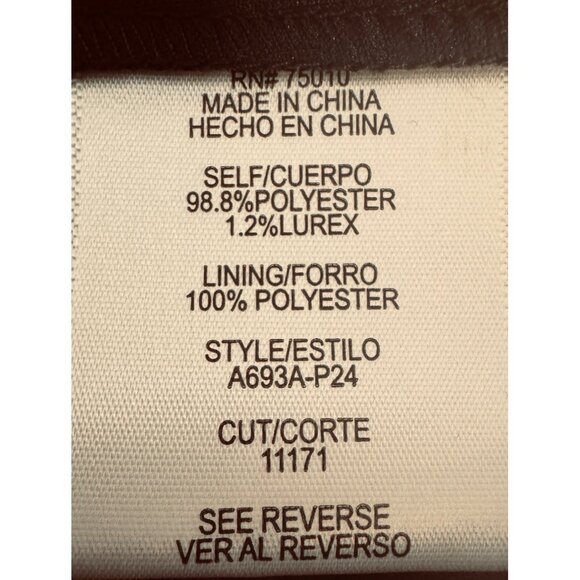 RN# 75010
MADE IN CHINA
HECHO EN CHINA
SELF/CUERPO
98.8%POLYESTER
1.2%LUREX
LINING/FORRO
100% POLYESTER
STYLE/ESTILO
A693A-P24
CUT/CORTE
11171
SEE REVERSE
VER AL REVERSO